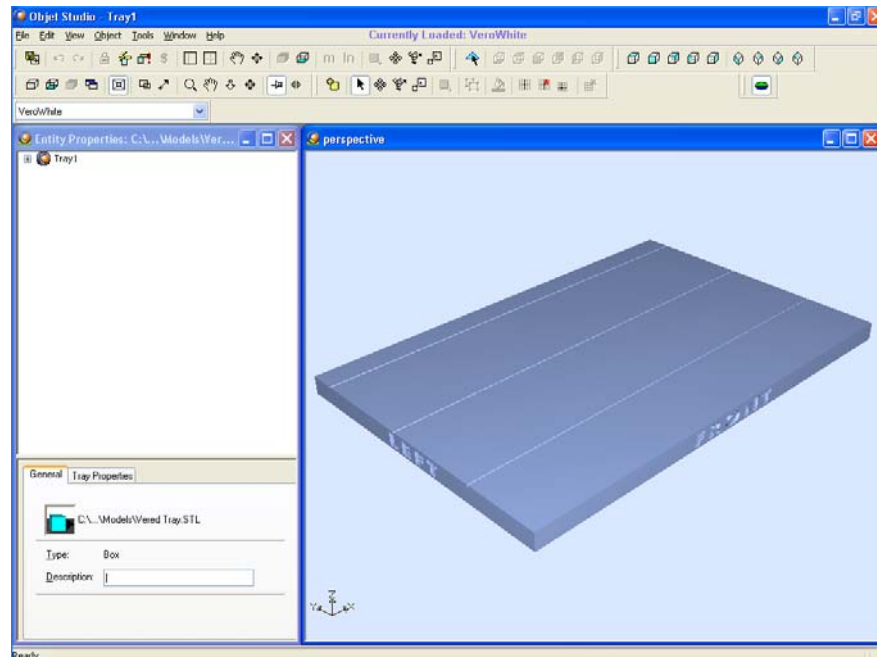 Objet Studio - Tray1
File Edit View Object Tools Window Help
Currently Loaded: VeroWhite
VeroWhite
Entity Properties: C:\...\Models\Ver...
perspective
Tray1
LEFT
FRONT
General Tray Properties
C:\...\Models\Vered Tray.STL
Type: Box
Description:
Z
Y X
Ready